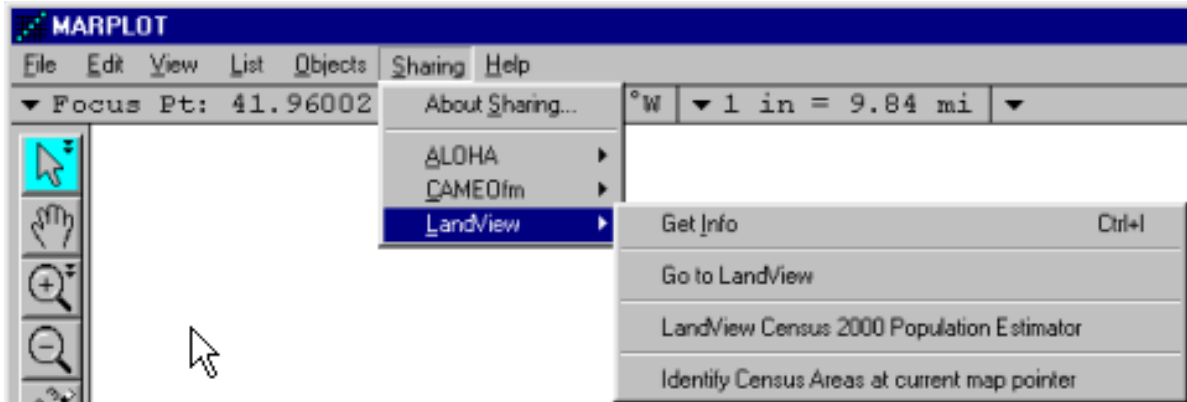 MARPLOT
File Edit View List Objects Sharing Help
Focus Pt: 41.96002 °W 1 in = 9.84 mi
About Sharing...
ALOHA
CAMEOfm
LandView
Get Info Ctrl+I
Go to LandView
LandView Census 2000 Population Estimator
Identify Census Areas at current map pointer